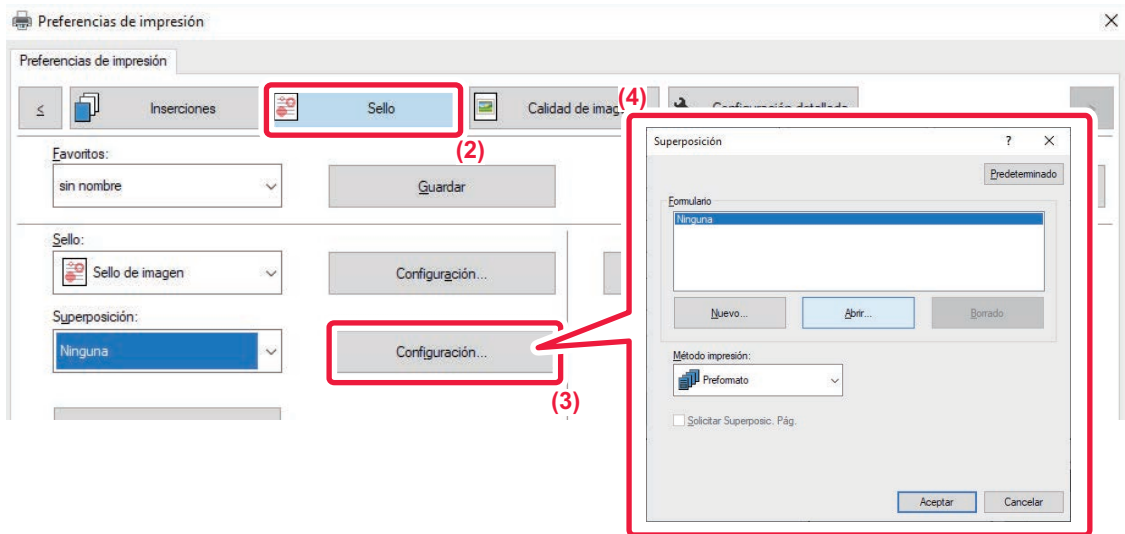 Preferencias de impresión
Preferencias de impresión
≤
Inserciones
Sello
Calidad de imag
(4)
Configuración detallada
(2)
Favoritos:
sin nombre
Guardar
Sello:
Sello de imagen
Configuración...
Superposición:
Ninguna
Configuración...
(3)
Superposición
?
Predeterminado
Formulario
Ninguna
Nuevo...
Abrir...
Borrado
Método impresión:
Preformato
Solicitar Superposic. Pág.
Aceptar
Cancelar